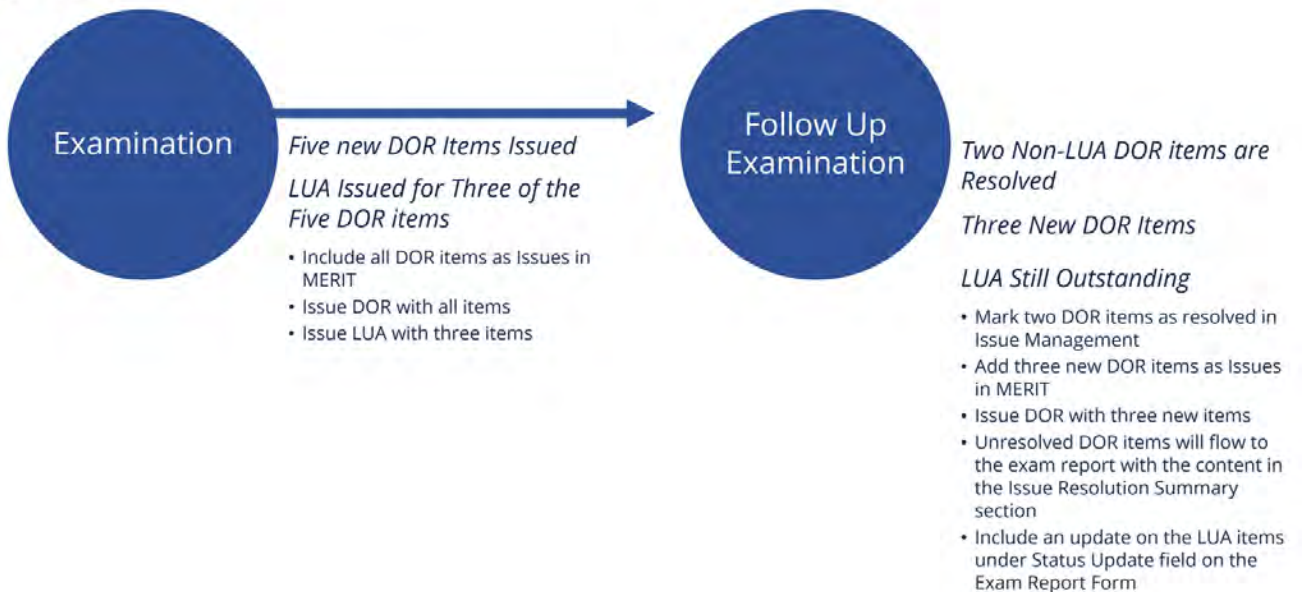 Examination
Five new DOR Items Issued
LUA Issued for Three of the
Five DOR items
• Include all DOR items as Issues in
MERIT
• Issue DOR with all items
• Issue LUA with three items
Follow Up
Examination
Two Non-LUA DOR items are
Resolved
Three New DOR Items
LUA Still Outstanding
• Mark two DOR items as resolved in
Issue Management
• Add three new DOR items as Issues
in MERIT
• Issue DOR with three new items
• Unresolved DOR items will flow to
the exam report with the content in
the Issue Resolution Summary
section
• Include an update on the LUA items
under Status Update field on the
Exam Report Form